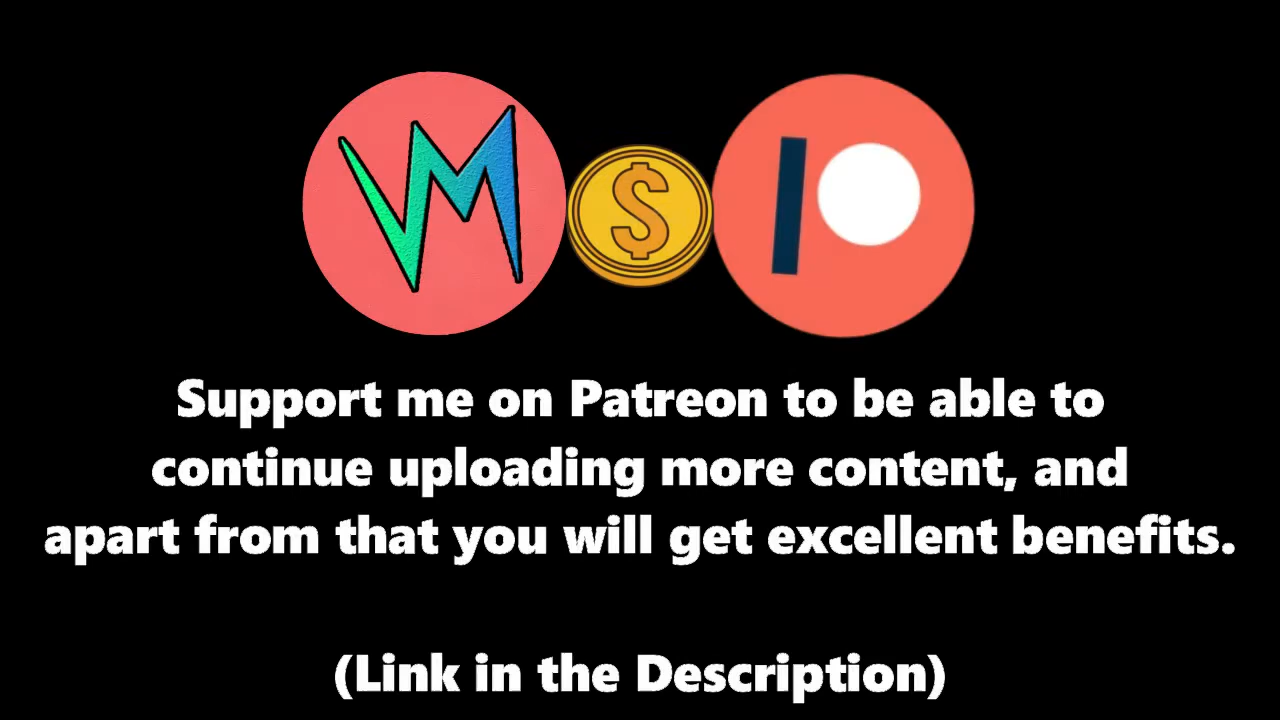 VM
$
Support me on Patreon to be able to
continue uploading more content, and
apart from that you will get excellent benefits.
(Link in the Description)